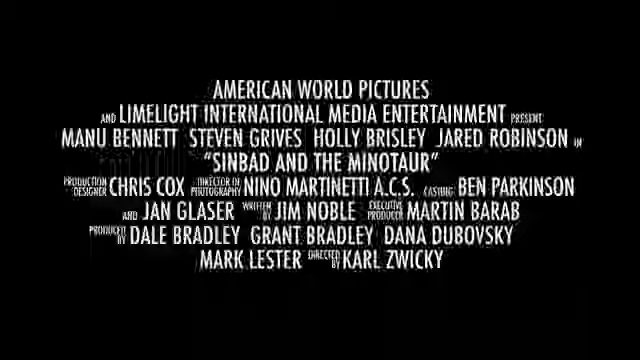 AMERICAN WORLD PICTURES
AND LIMELIGHT INTERNATIONAL MEDIA ENTERTAINMENT PRESENT
MANU BENNETT STEVEN GRIVES HOLLY BRISLEY JARED ROBINSON IN
"SINBAD AND THE MINOTAUR"
PRODUCTION DESIGNER CHRIS COX DIRECTOR OF PHOTOGRAPHY NINO MARTINETTI A.C.S. CASTING BEN PARKINSON
AND JAN GLASER WRITTEN BY JIM NOBLE EXECUTIVE PRODUCER MARTIN BARAB
PRODUCED BY DALE BRADLEY GRANT BRADLEY DANA DUBOVSKY
MARK LESTER DIRECTED BY KARL ZWICKY